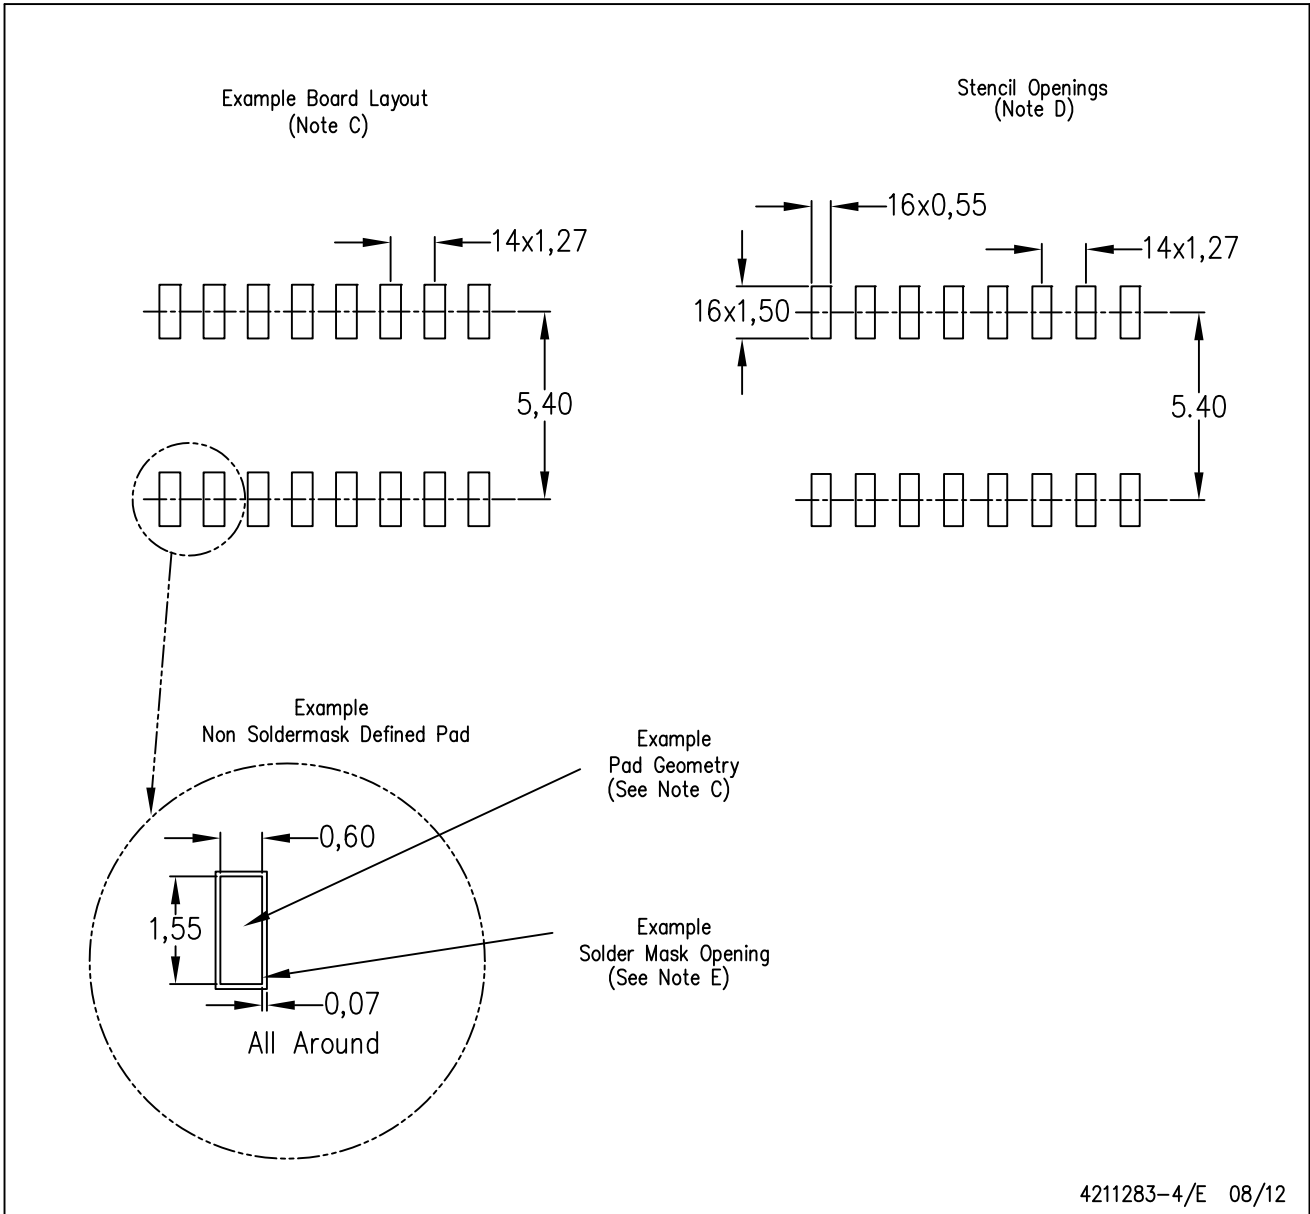 Example Board Layout
(Note C)
Stencil Openings
(Note D)
14x1,27
5,40
16x0,55
14x1,27
16x1,50
5.40
Example
Non Soldermask Defined Pad
Example
Pad Geometry
(See Note C)
0,60
1,55
Example
Solder Mask Opening
(See Note E)
0,07
All Around
4211283-4/E 08/12